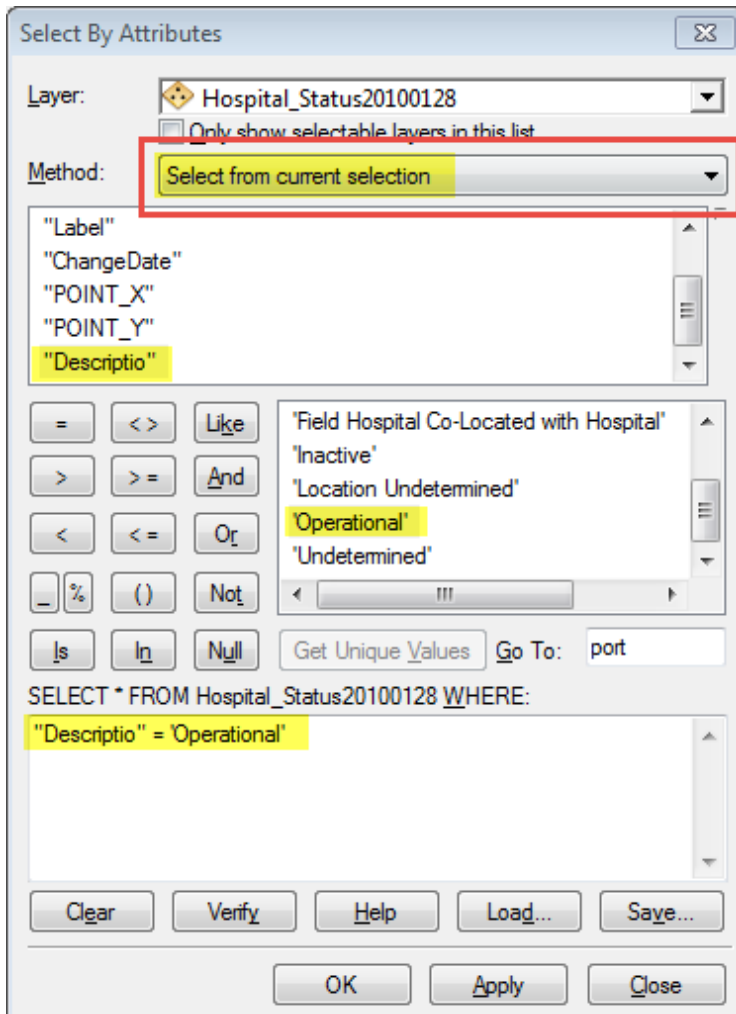 Select By Attributes
Layer: Hospital_Status20100128
Only show selectable layers in this list
Method: Select from current selection
"Label"
"ChangeDate"
"POINT_X"
"POINT_Y"
"Descriptio"
= < > Like
> > = And
< < = Or
_ % ( ) Not
Is In Null
'Field Hospital Co-Located with Hospital'
'Inactive'
'Location Undetermined'
'Operational'
'Undetermined'
Get Unique Values Go To: port
SELECT * FROM Hospital_Status20100128 WHERE:
"Descriptio" = 'Operational'
Clear Verify Help Load... Save...
OK Apply Close